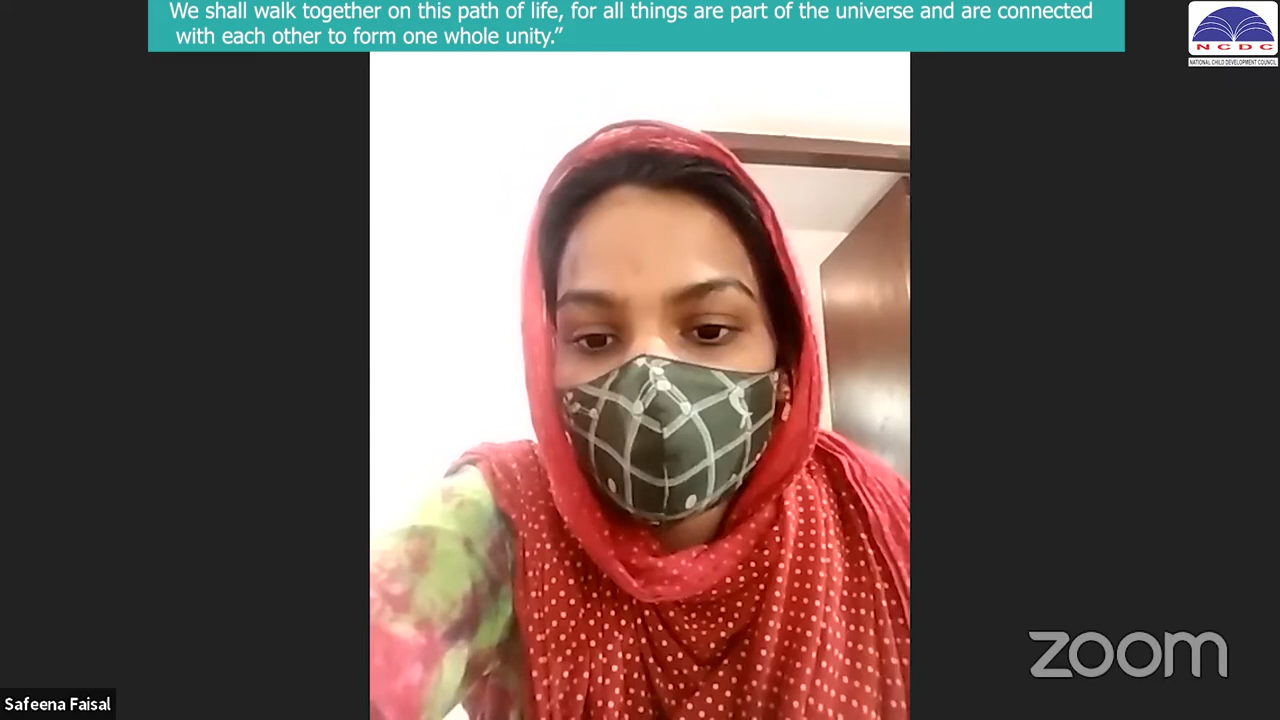 We shall walk together on this path of life, for all things are part of the universe and are connected
with each other to form one whole unity.”
NCDC
NATIONAL CHILD DEVELOPMENT COUNCIL
zoom
Safeena Faisal